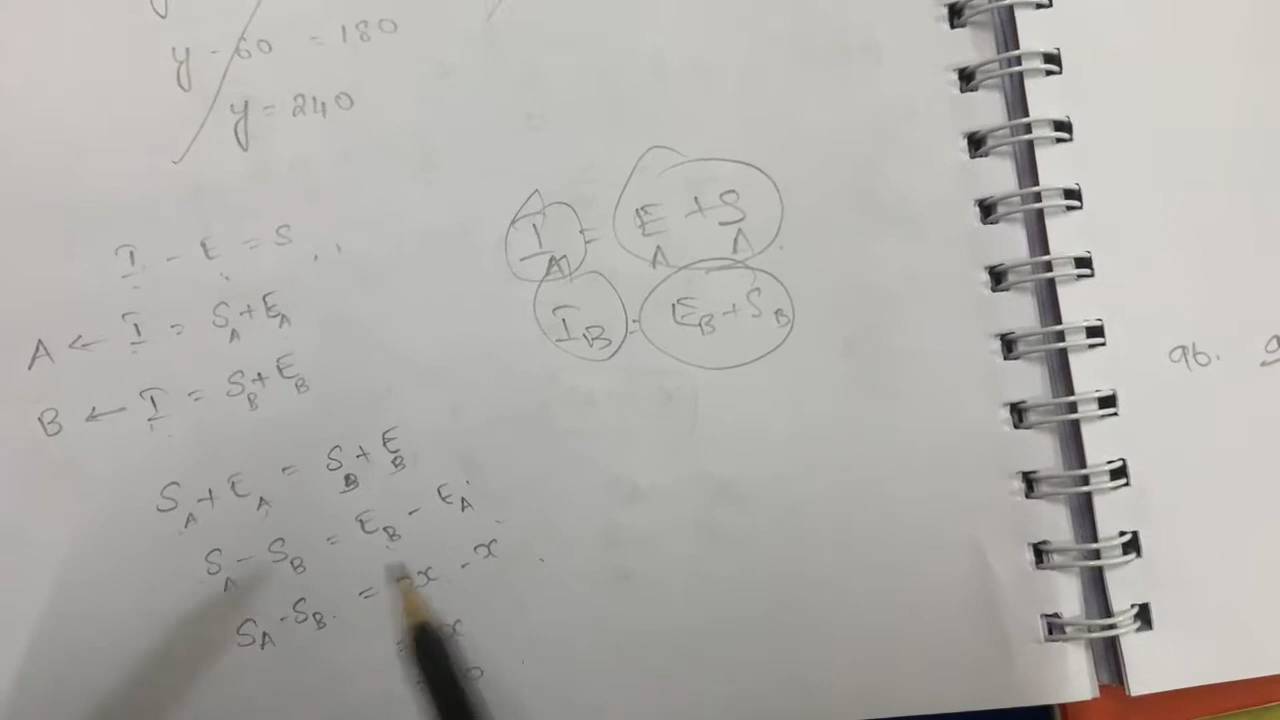 y - 60 = 180
y = 240
I - E = S
A ← I = S_A + E_A
B ← I = S_B + E_B
S_A + E_A = S_B + E_B
S_A - S_B = E_B - E_A
S_A - S_B = x - x
= x
I_A = E_A + S_A
I_B = E_B + S_B
96.